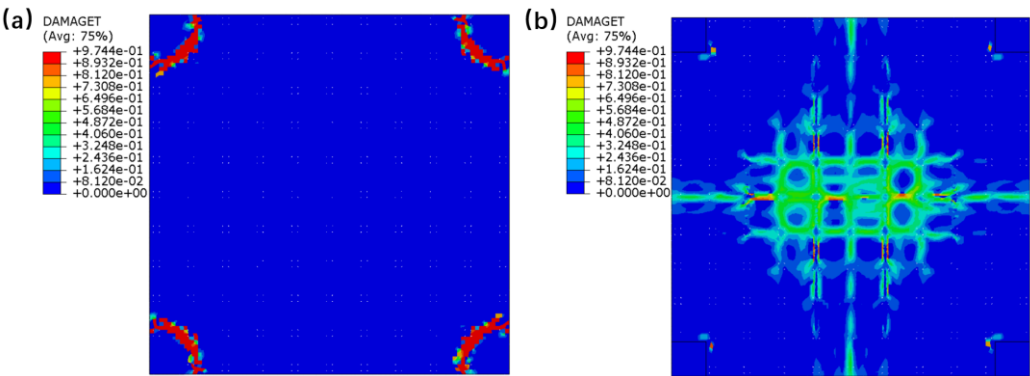 (a)
DAMAGET
(Avg: 75%)
+9.744e-01
+8.932e-01
+8.120e-01
+7.308e-01
+6.496e-01
+5.684e-01
+4.872e-01
+4.060e-01
+3.248e-01
+2.436e-01
+1.624e-01
+8.120e-02
+0.000e+00
(b)
DAMAGET
(Avg: 75%)
+9.744e-01
+8.932e-01
+8.120e-01
+7.308e-01
+6.496e-01
+5.684e-01
+4.872e-01
+4.060e-01
+3.248e-01
+2.436e-01
+1.624e-01
+8.120e-02
+0.000e+00